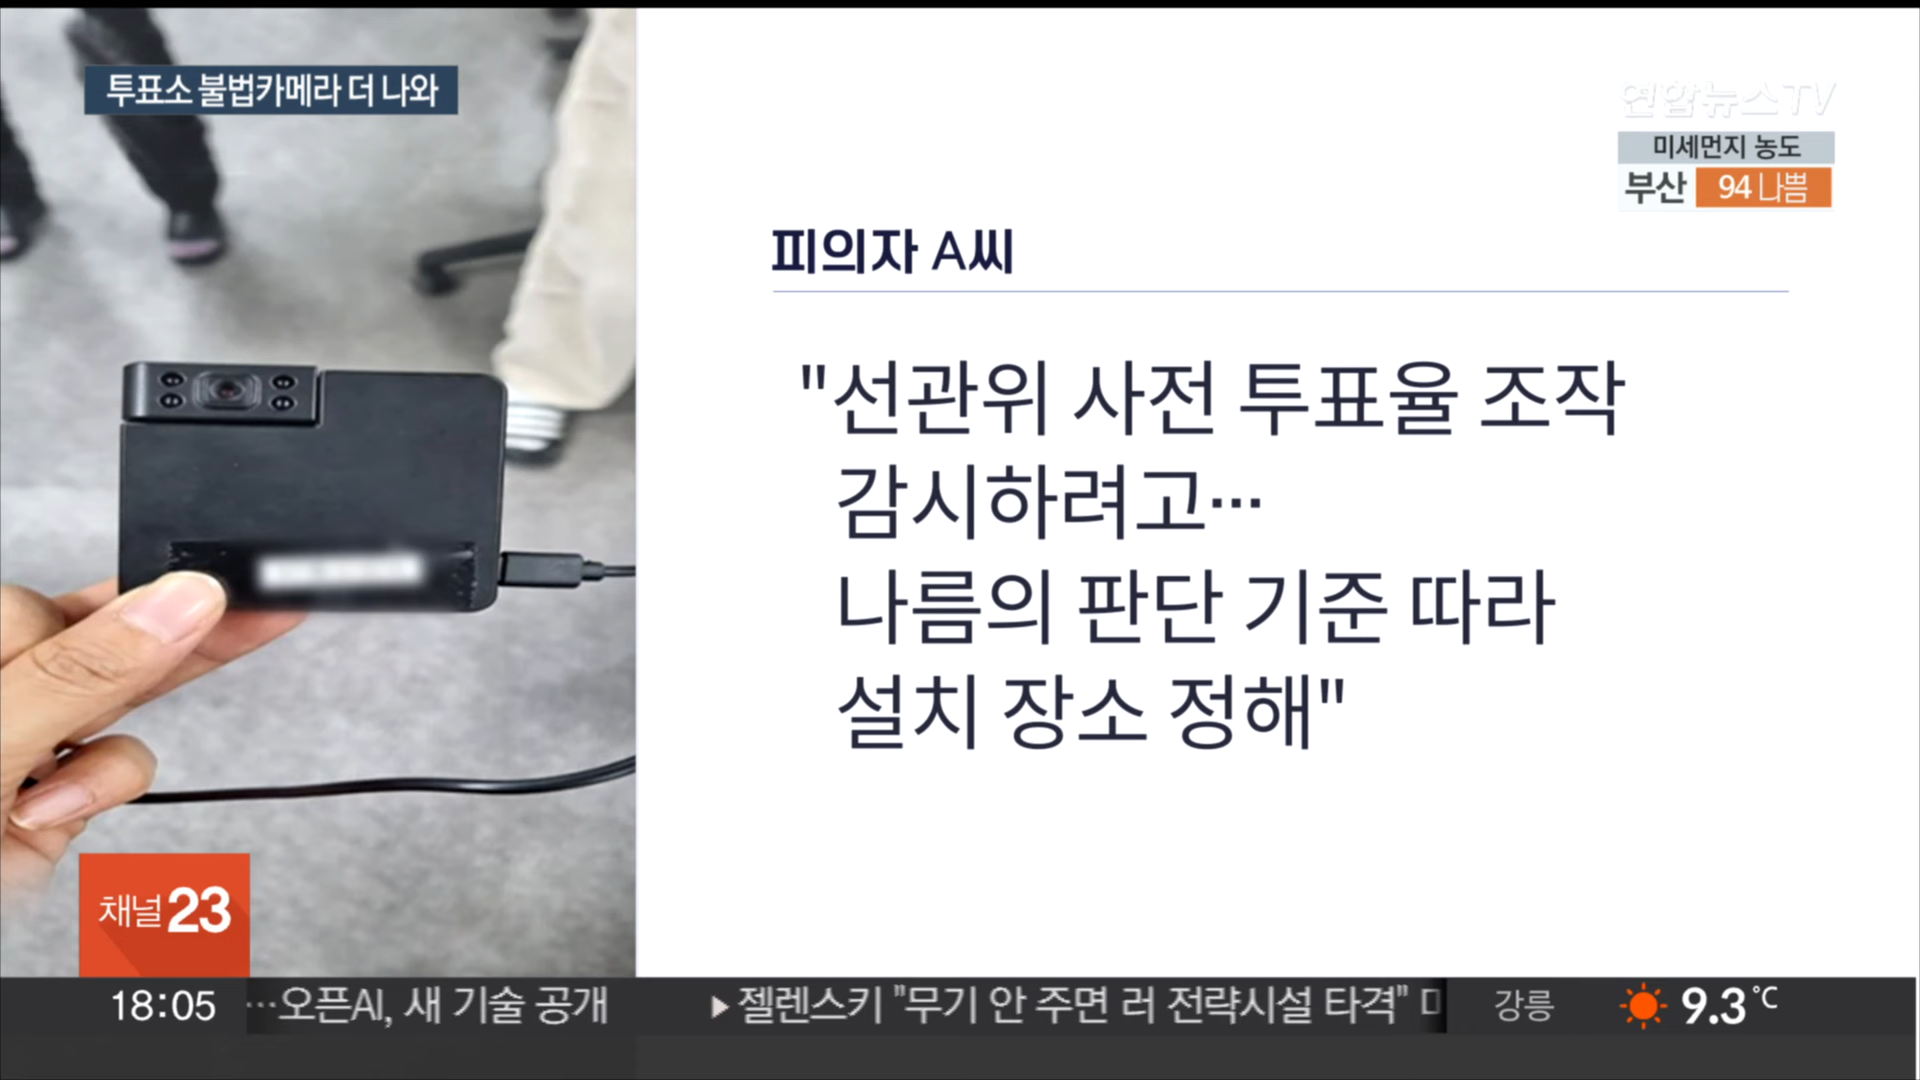 투표소 불법카메라 더 나와
연합뉴스TV
미세먼지 농도
부산 94 나쁨
피의자 A씨
"선관위 사전 투표율 조작
감시하려고…
나름의 판단 기준 따라
설치 장소 정해"
채널 23
18:05 …오픈AI, 새 기술 공개 ▶젤렌스키 "무기 안 주면 러 전략시설 타격" 강릉 9.3℃